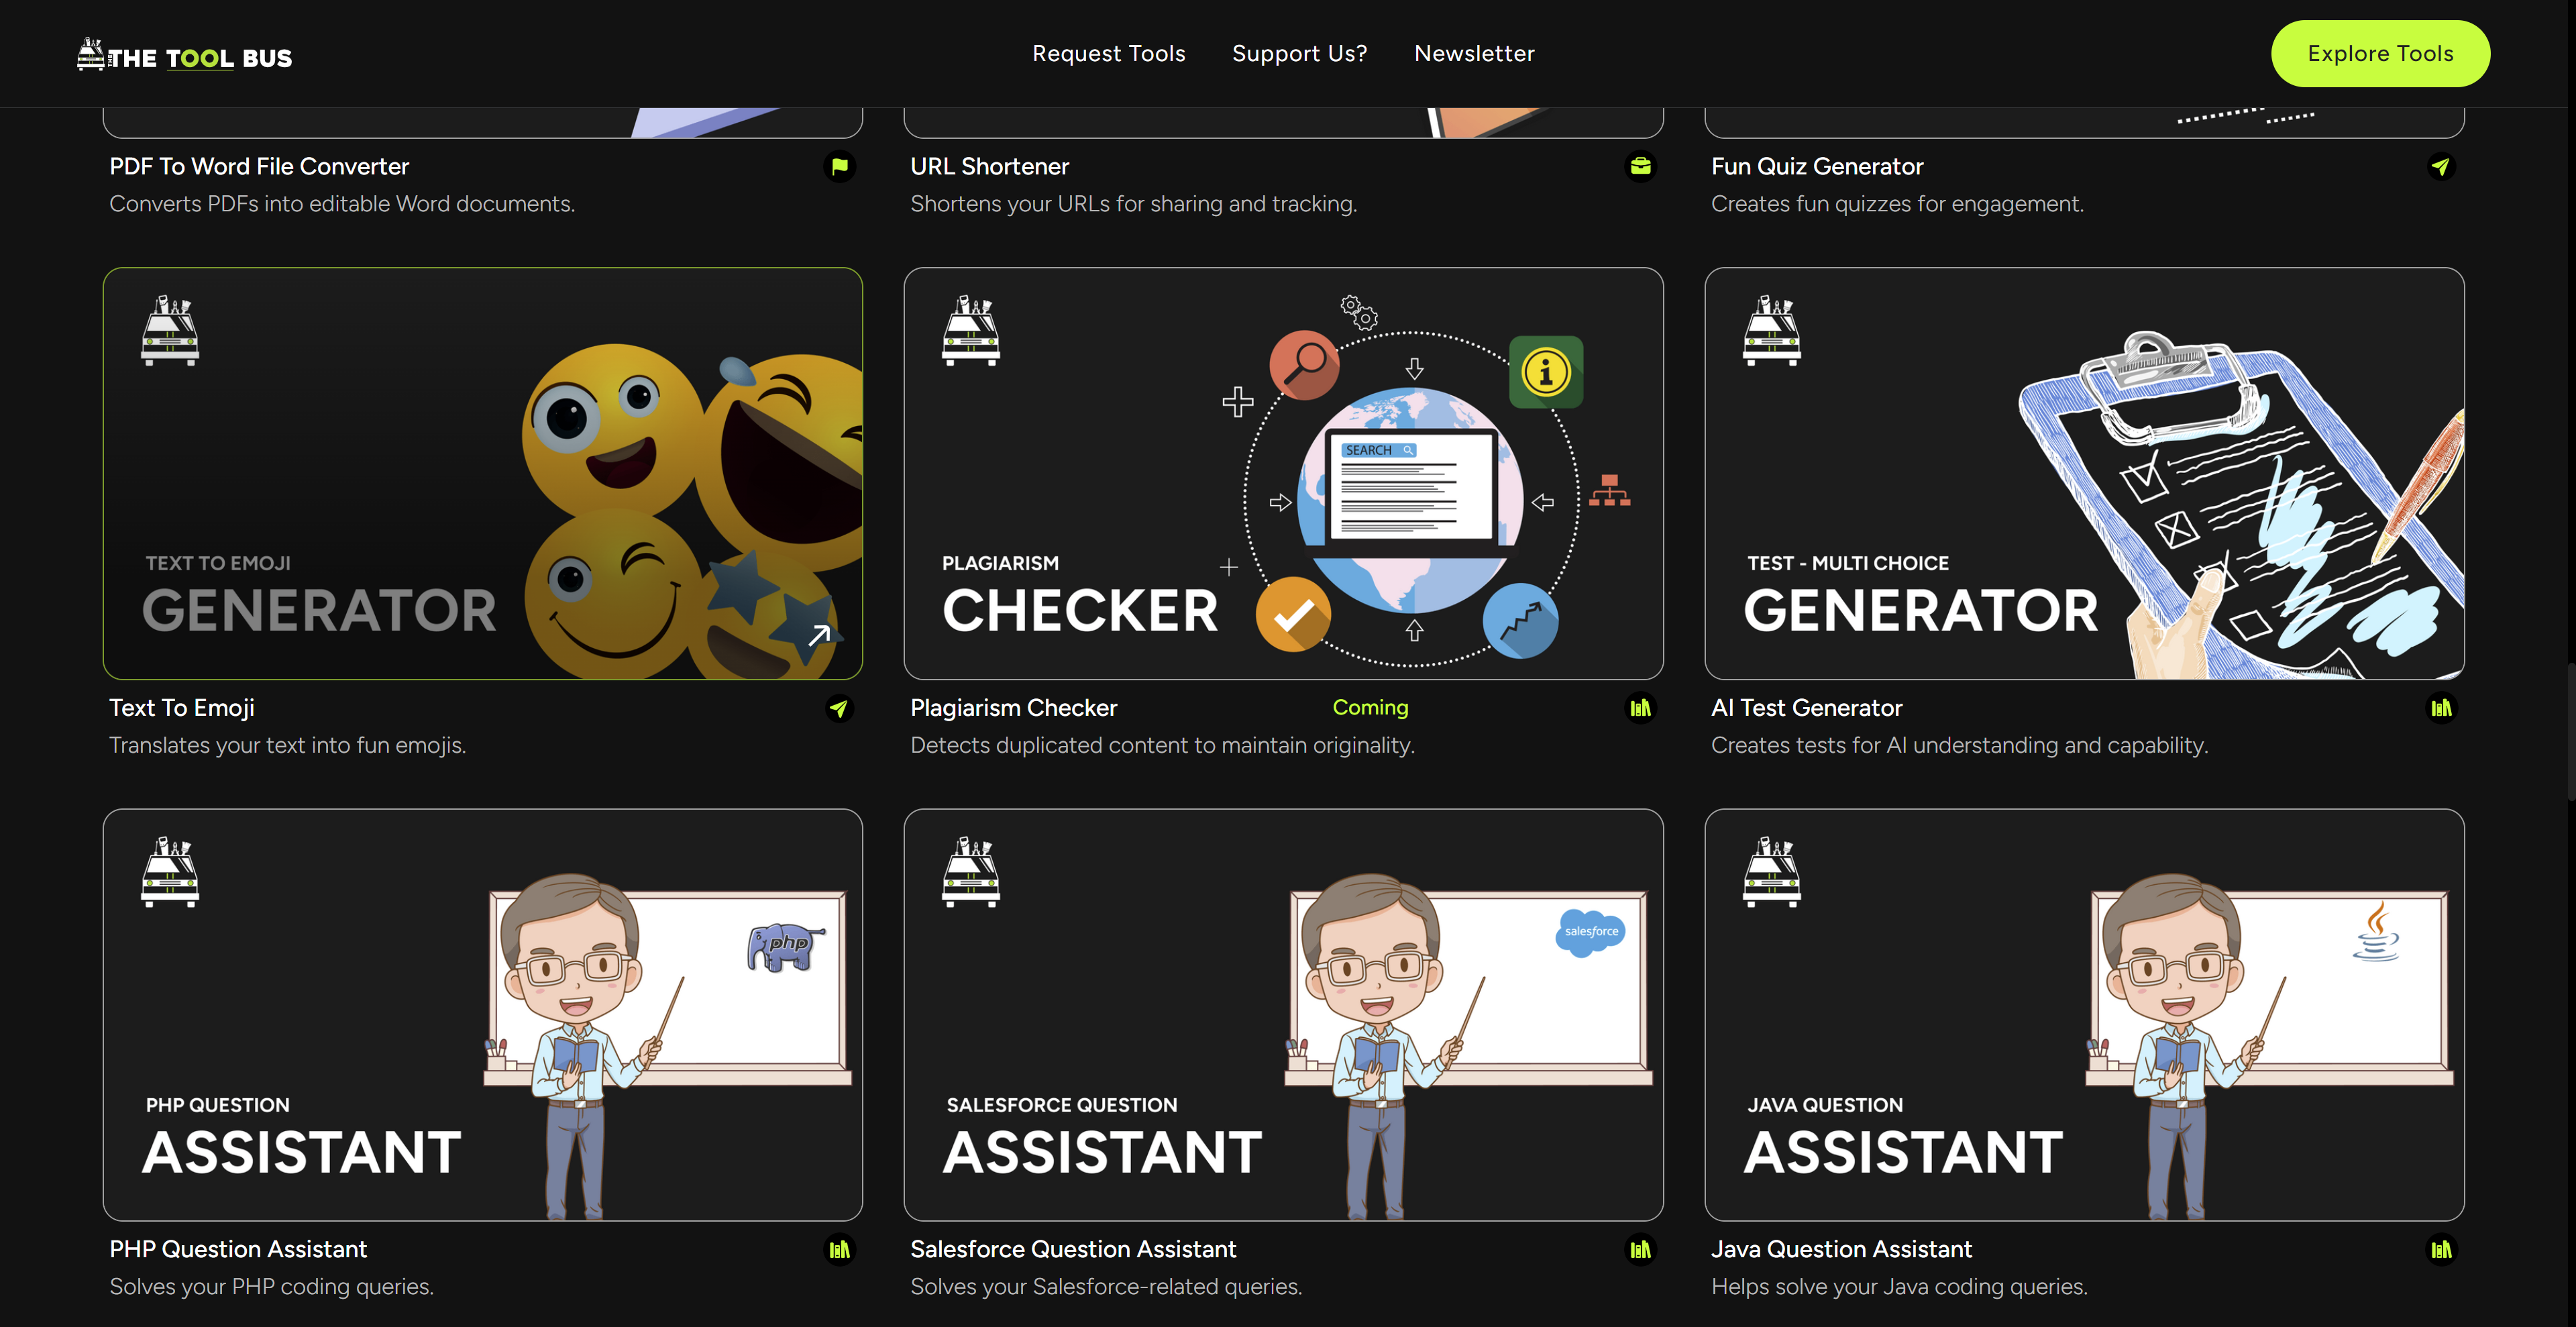 THE TOOL BUS
Request Tools
Support Us?
Newsletter
Explore Tools
PDF To Word File Converter
Converts PDFs into editable Word documents.
URL Shortener
Shortens your URLs for sharing and tracking.
Fun Quiz Generator
Creates fun quizzes for engagement.
TEXT TO EMOJI
GENERATOR
Text To Emoji
Translates your text into fun emojis.
SEARCH
i
PLAGIARISM
CHECKER
Plagiarism Checker
Coming
Detects duplicated content to maintain originality.
TEST - MULTI CHOICE
GENERATOR
AI Test Generator
Creates tests for AI understanding and capability.
php
PHP QUESTION
ASSISTANT
PHP Question Assistant
Solves your PHP coding queries.
salesforce
SALESFORCE QUESTION
ASSISTANT
Salesforce Question Assistant
Solves your Salesforce-related queries.
JAVA QUESTION
ASSISTANT
Java Question Assistant
Helps solve your Java coding queries.